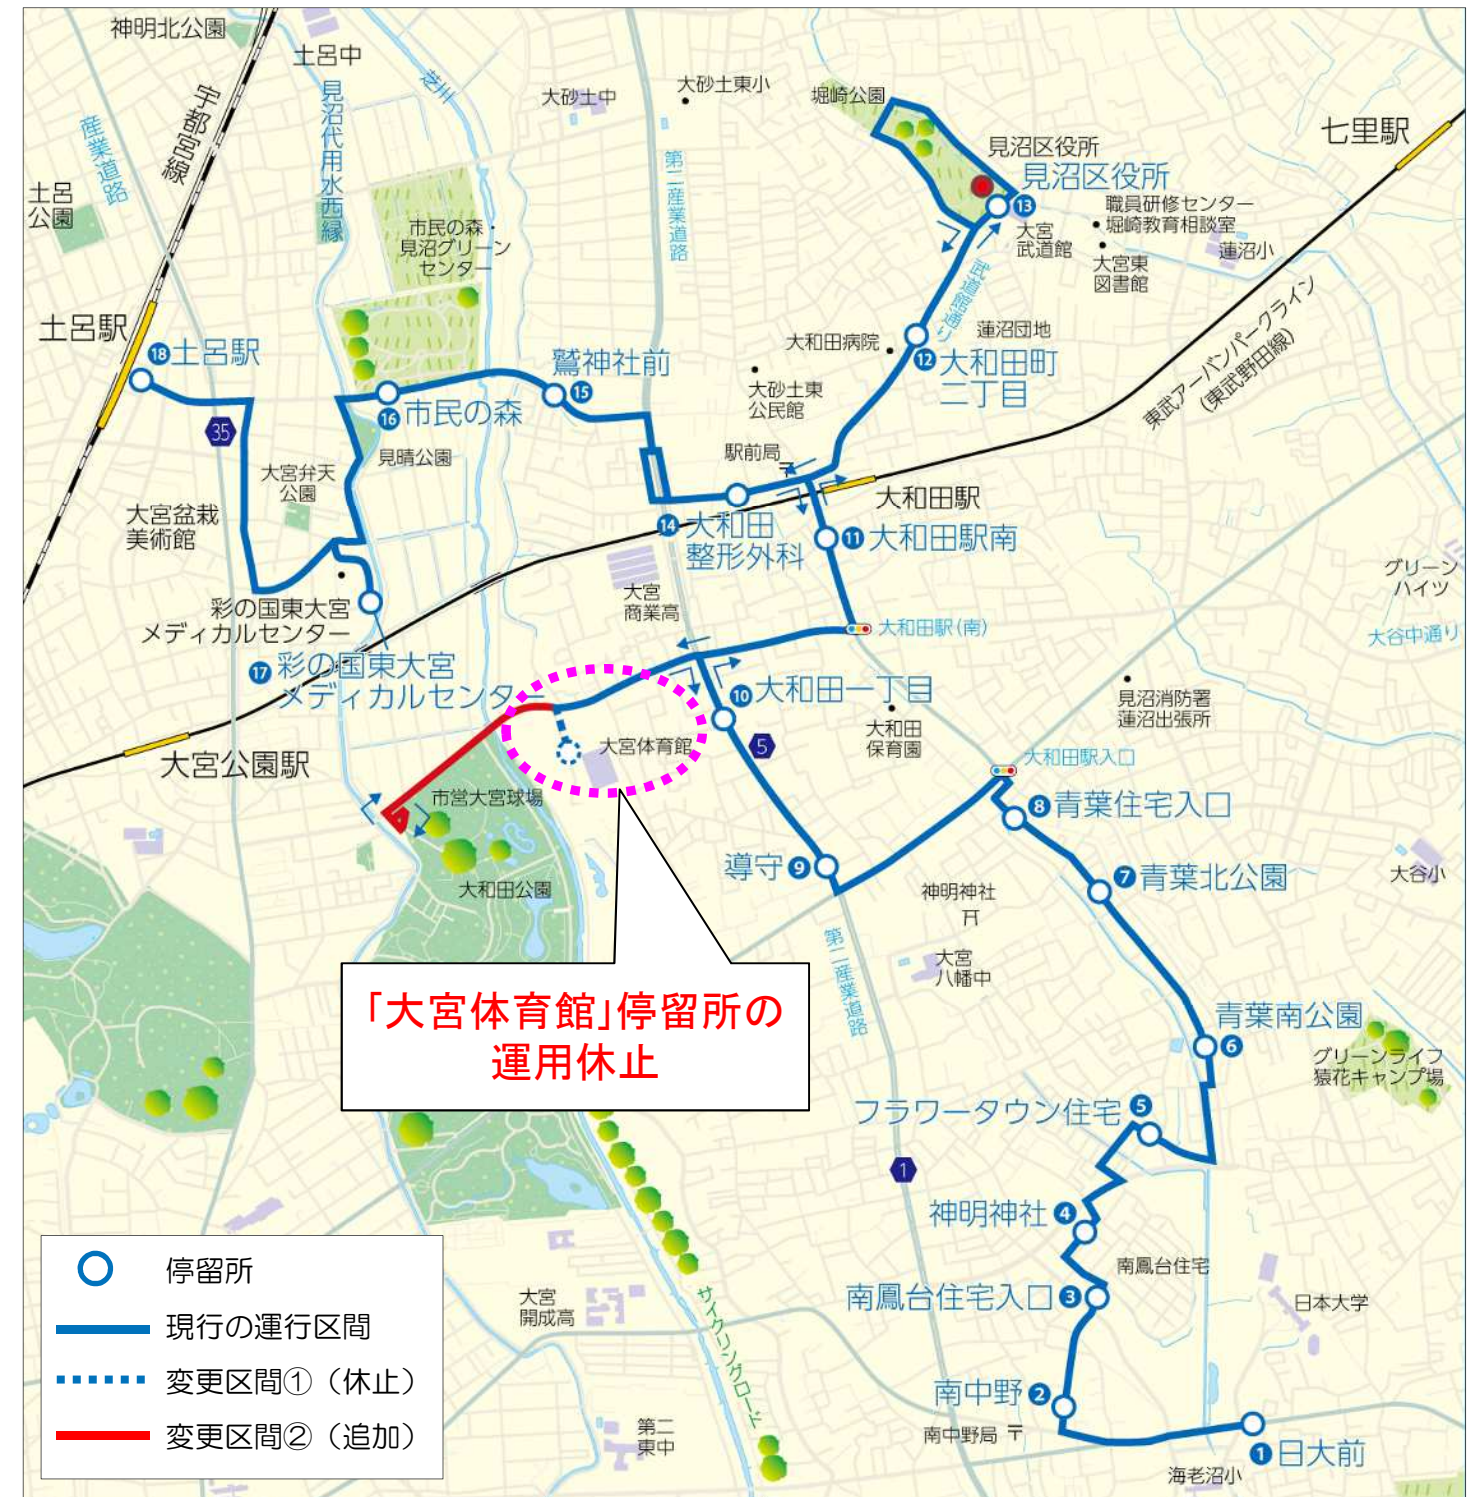 神明北公園
土呂中
宇都宮線
産業道路
見沼代用水西縁
芝川
大砂土中
大砂土東小
堀崎公園
第二産業道路
七里駅
見沼区役所
見沼区役所
13
職員研修センター
堀崎教育相談室
大宮
武道館
大宮東
図書館
蓮沼小
土呂
公園
市民の森・
見沼グリーン
センター
武道館通り
蓮沼団地
大和田病院
12
大和田町
二丁目
東武アーバンパークライン
(東武野田線)
土呂駅
18
土呂駅
鷲神社前
15
大砂土東
公民館
16
市民の森
35
見晴公園
大宮弁天
公園
駅前局
〒
大和田駅
大宮盆栽
美術館
14
大和田
整形外科
11
大和田駅南
グリーン
ハイツ
大宮
商業高
彩の国東大宮
メディカルセンター
大和田駅(南)
大谷中通り
17
彩の国東大宮
メディカルセンター
10
大和田一丁目
見沼消防署
蓮沼出張所
大和田
保育園
5
大宮体育館
大宮公園駅
大和田駅入口
市営大宮球場
8
青葉住宅入口
導守
9
7
青葉北公園
大谷小
大和田公園
神明神社
大宮
八幡中
第二産業道路
「大宮体育館」停留所の
運用休止
青葉南公園
6
グリーンライフ
猿花キャンプ場
フラワータウン住宅
5
1
神明神社
4
南鳳台住宅
南鳳台住宅入口
3
日本大学
大宮
開成高
サイクリングロード
南中野
2
第二
東中
南中野局
〒
1
日大前
海老沼小
停留所
現行の運行区間
変更区間①（休止）
変更区間②（追加）